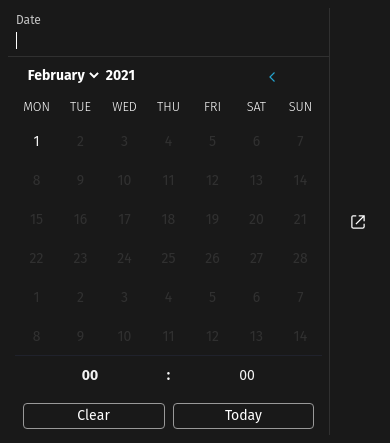 Date
February 2021
MON TUE WED THU FRI SAT SUN
1 2 3 4 5 6 7
8 9 10 11 12 13 14
15 16 17 18 19 20 21
22 23 24 25 26 27 28
1 2 3 4 5 6 7
8 9 10 11 12 13 14
00 : 00
Clear Today